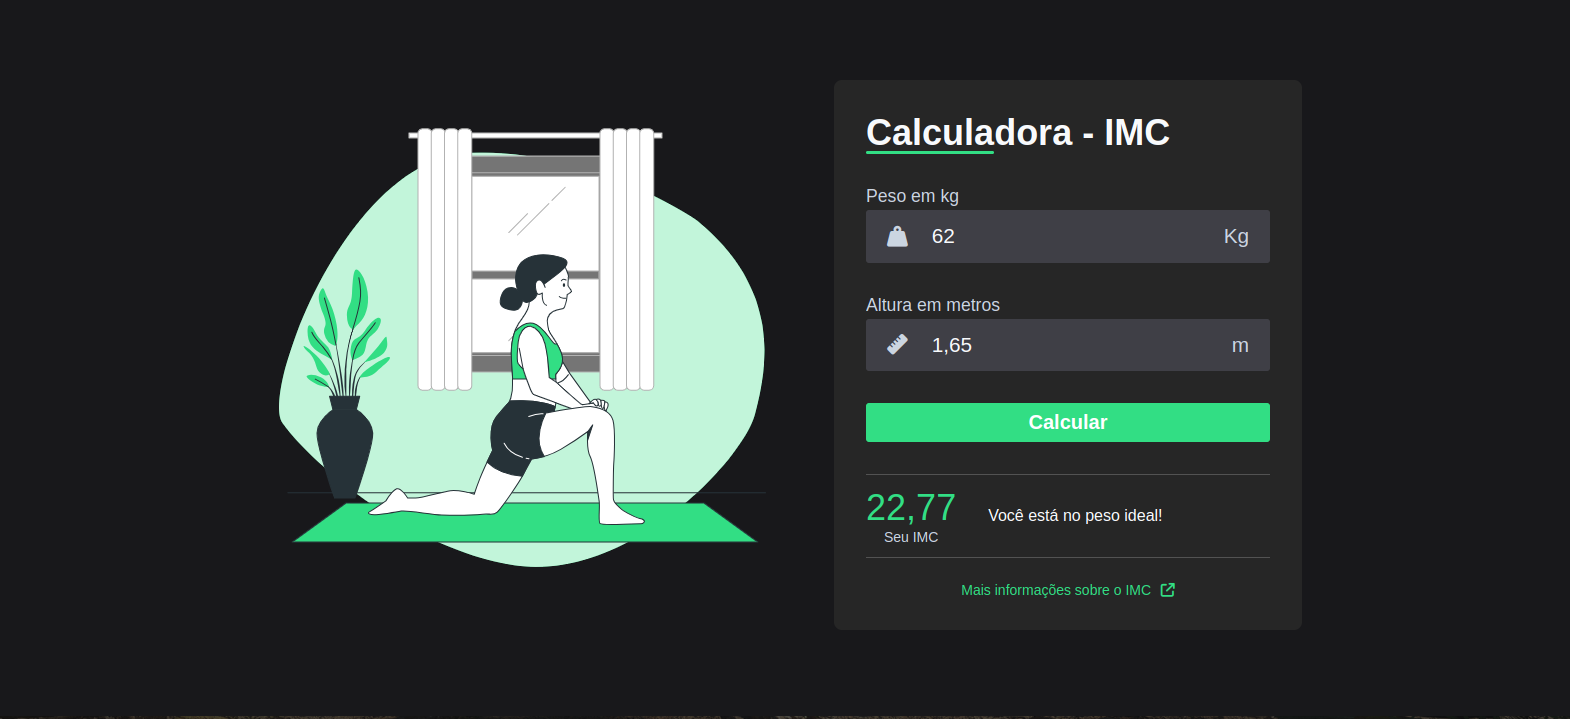 Calculadora - IMC
Peso em kg
62 Kg
Altura em metros
1,65 m
Calcular
22,77
Você está no peso ideal!
Seu IMC
Mais informações sobre o IMC